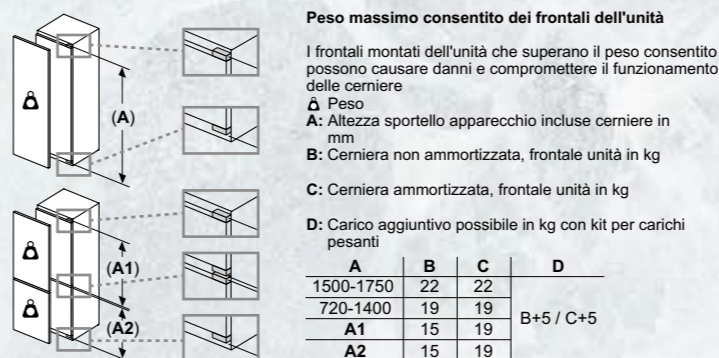 Peso massimo consentito dei frontali dell'unità
I frontali montati dell'unità che superano il peso consentito
possono causare danni e compromettere il funzionamento
delle cerniere
Peso
A: Altezza sportello apparecchio incluse cerniere in
mm
B: Cerniera non ammortizzata, frontale unità in kg
C: Cerniera ammortizzata, frontale unità in kg
D: Carico aggiuntivo possibile in kg con kit per carichi
pesanti
A B C D
1500-1750 22 22
720-1400 19 19
B+5 / C+5
A1 15 19
A2 15 19
(A)
(A1)
(A2)